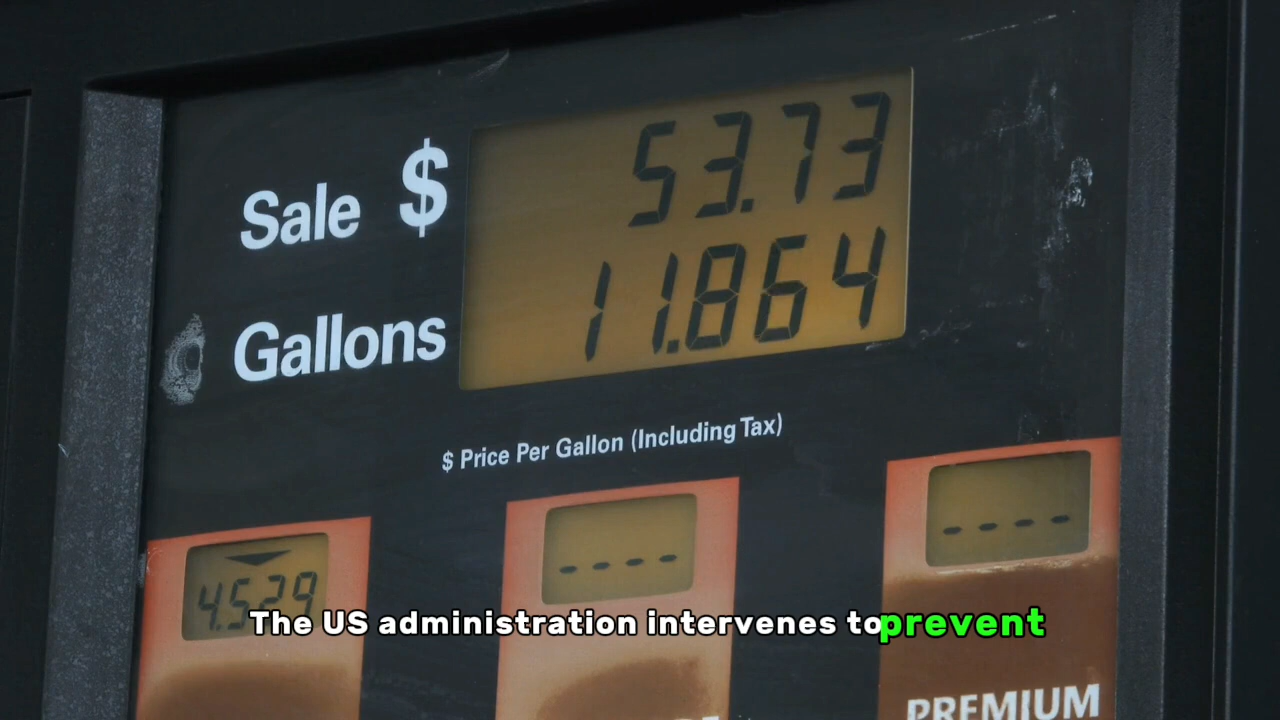 Sale $ 53.73
Gallons 11.864
$ Price Per Gallon (Including Tax)
4.529
- - - -
- - - -
The US administration intervenes to prevent
PREMIUM